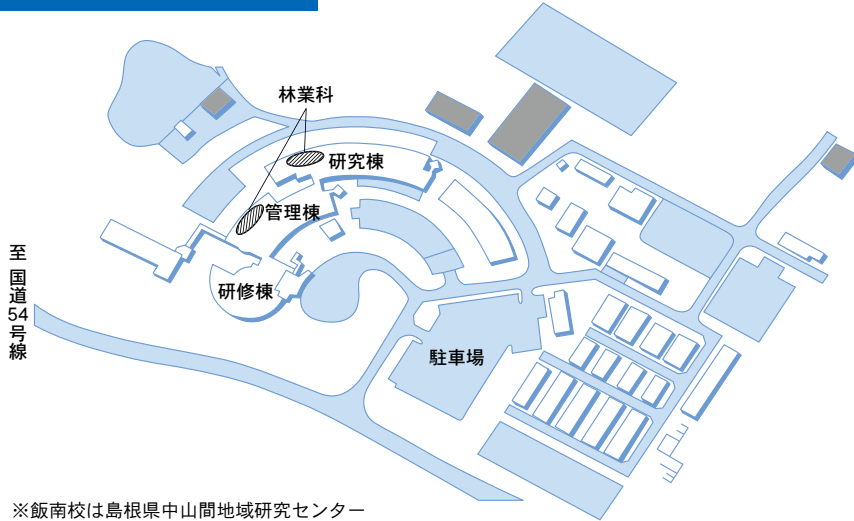 林業科
研究棟
管理棟
研修棟
至 国道54号線
駐車場
※飯南校は島根県中山間地域研究センター